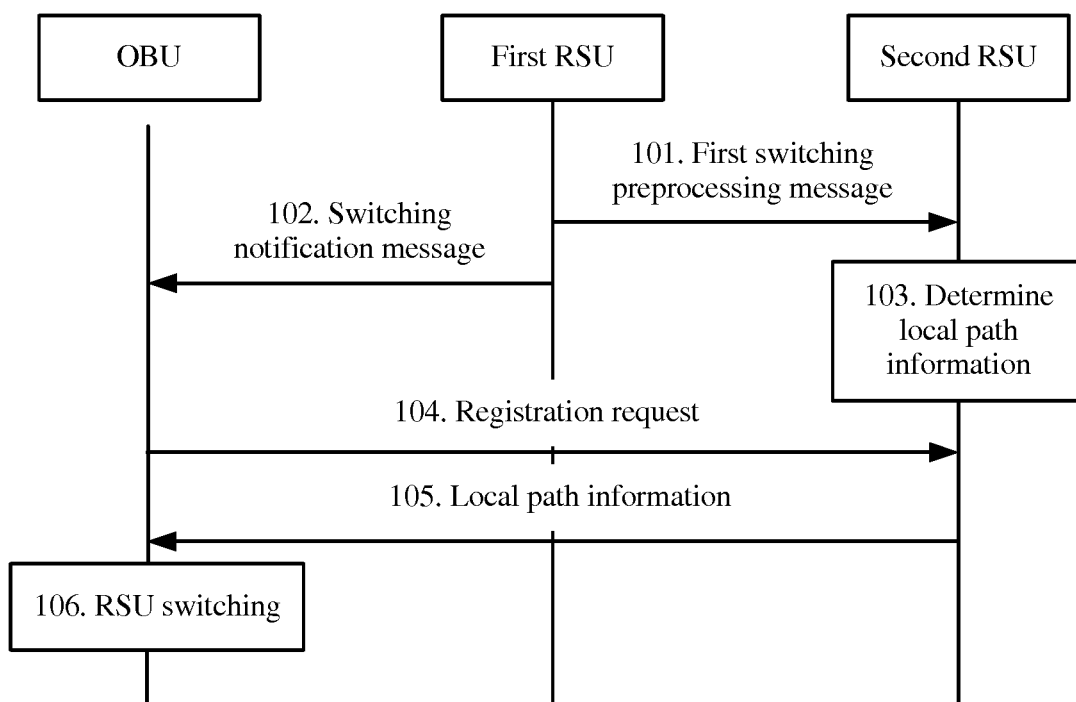 OBU
First RSU
Second RSU
101. First switching
preprocessing message
102. Switching
notification message
103. Determine
local path
information
104. Registration request
105. Local path information
106. RSU switching